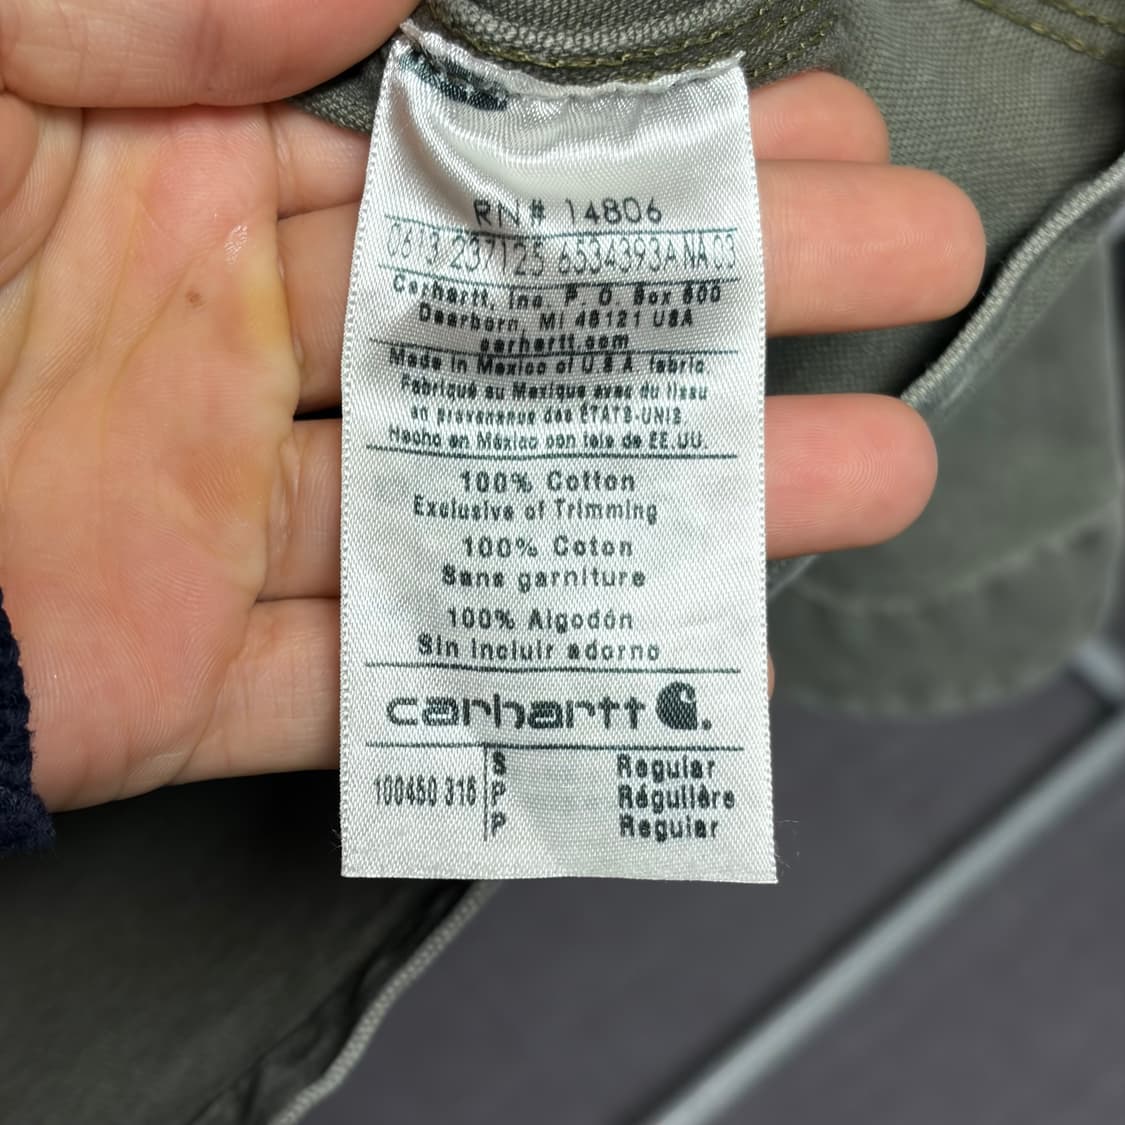 RN# 14806
0613 237125 6534393A NA 03
Carhartt, Inc. P. O. Box 600
Dearborn, MI 48121 USA
carhartt.com
Made in Mexico of U S A fabric
Fabriqué au Mexique avec du tissu
en provenance des ÉTATS-UNIS
Hecho en México con tela de EE.UU.
100% Cotton
Exclusive of Trimming
100% Coton
Sans garniture
100% Algodón
Sin incluir adorno
carhartt
100450 316 S Regular
P Régulière
P Regular